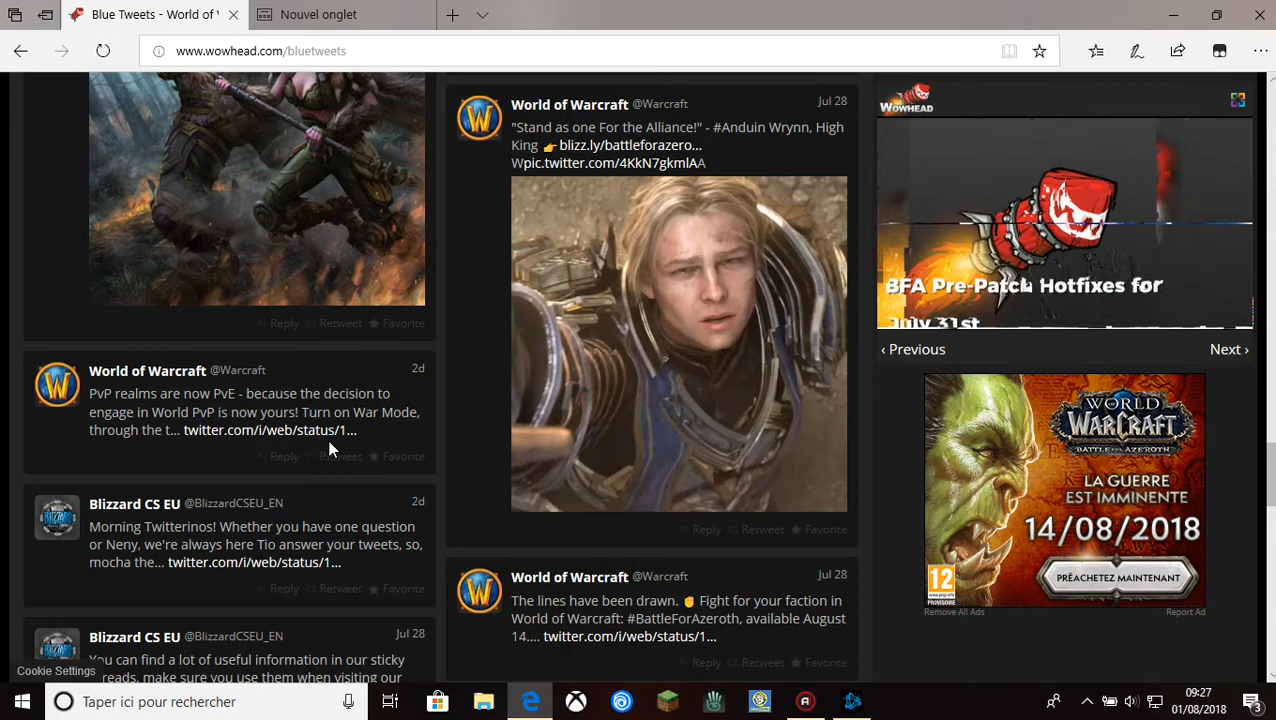 Blue Tweets - World of W
Nouvel onglet
www.wowhead.com/bluetweets
Reply Retweet Favorite
World of Warcraft @Warcraft 2d
PvP realms are now PvE - because the decision to
engage in World PvP is now yours! Turn on War Mode,
through the t... twitter.com/i/web/status/1...
Reply Retweet Favorite
Blizzard CS EU @BlizzardCSEU_EN 2d
Morning Twitterinos! Whether you have one question
or Neny, we're always here Tio answer your tweets, so,
mocha the... twitter.com/i/web/status/1...
Reply Retweet Favorite
Blizzard CS EU @BlizzardCSEU_EN Jul 28
You can find a lot of useful information in our sticky
reads, make sure you use them when visiting our
Cookie Settings
World of Warcraft @Warcraft Jul 28
"Stand as one For the Alliance!" - #Anduin Wrynn, High
King 👉 blizz.ly/battleforazero...
Wpic.twitter.com/4KkN7gkmlAA
Reply Retweet Favorite
World of Warcraft @Warcraft Jul 28
The lines have been drawn. ✊ Fight for your faction in
World of Warcraft: #BattleForAzeroth, available August
14.... twitter.com/i/web/status/1...
Reply Retweet Favorite
WOWHEAD
BFA Pre-Patch Hotfixes for
July 31st
‹ Previous Next ›
WORLD OF WARCRAFT
BATTLE FOR AZEROTH
LA GUERRE
EST IMMINENTE
14/08/2018
PRÉACHETEZ MAINTENANT
12
PROVISOIRE
Remove All Ads Report Ad
Taper ici pour rechercher
09:27
01/08/2018
3